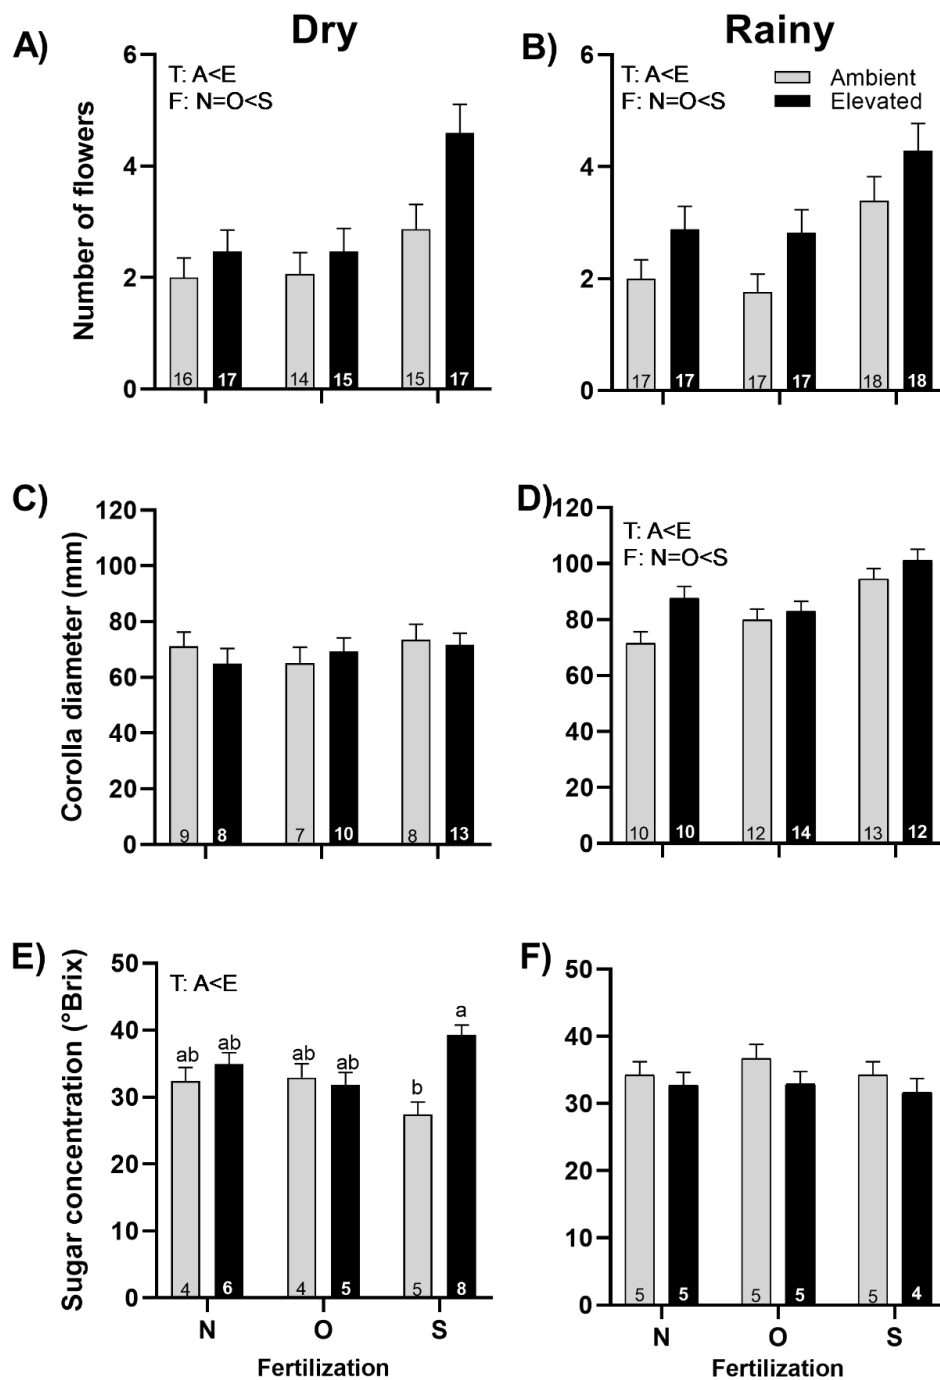 Dry
Rainy
A)
6
4
2
0
Number of flowers
T: A<E
F: N=O<S
16
17
14
15
15
17
B)
6
4
2
0
T: A<E
F: N=O<S
Ambient
Elevated
17
17
17
17
18
18
C)
120
100
80
60
40
20
0
Corolla diameter (mm)
9
8
7
10
8
13
D)
120
100
80
60
40
20
0
T: A<E
F: N=O<S
10
10
12
14
13
12
E)
50
40
30
20
10
0
Sugar concentration (°Brix)
T: A<E
ab
ab
ab
ab
b
a
4
6
4
5
5
8
N
O
S
Fertilization
F)
50
40
30
20
10
0
5
5
5
5
5
4
N
O
S
Fertilization